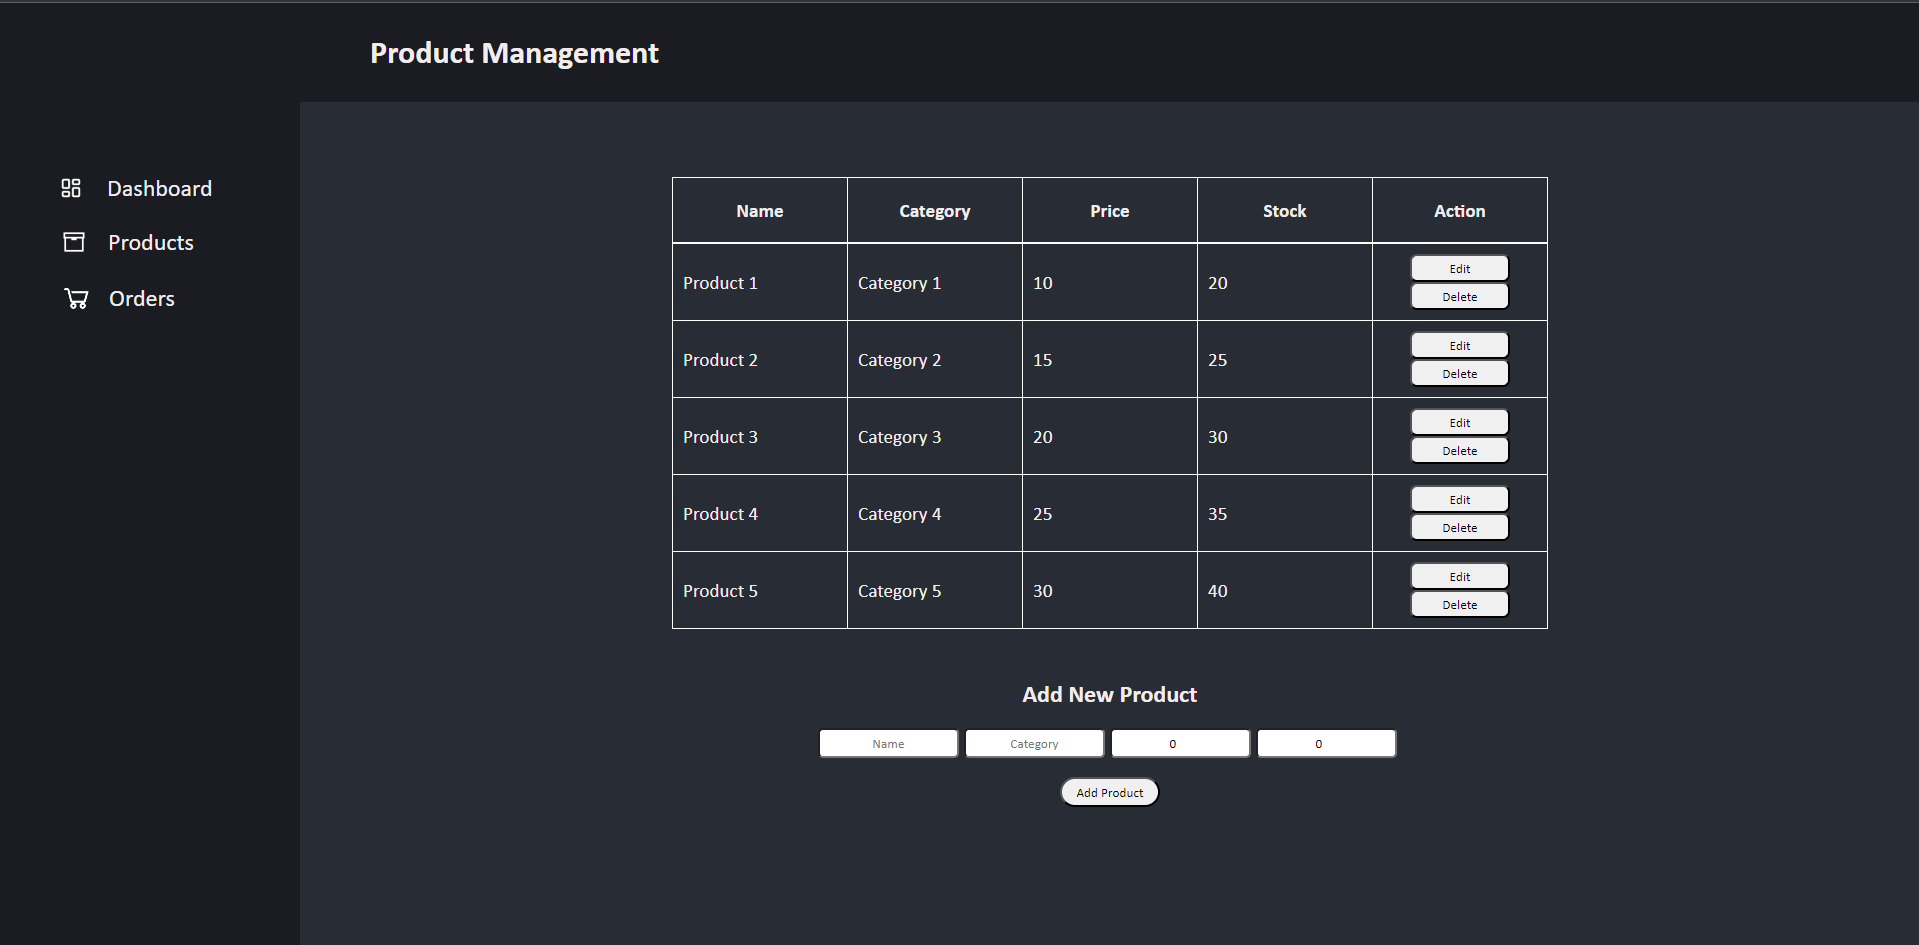 Product Management
Dashboard
Products
Orders
Name Category Price Stock Action
Product 1 Category 1 10 20 Edit
Delete
Product 2 Category 2 15 25 Edit
Delete
Product 3 Category 3 20 30 Edit
Delete
Product 4 Category 4 25 35 Edit
Delete
Product 5 Category 5 30 40 Edit
Delete
Add New Product
Name Category 0 0
Add Product